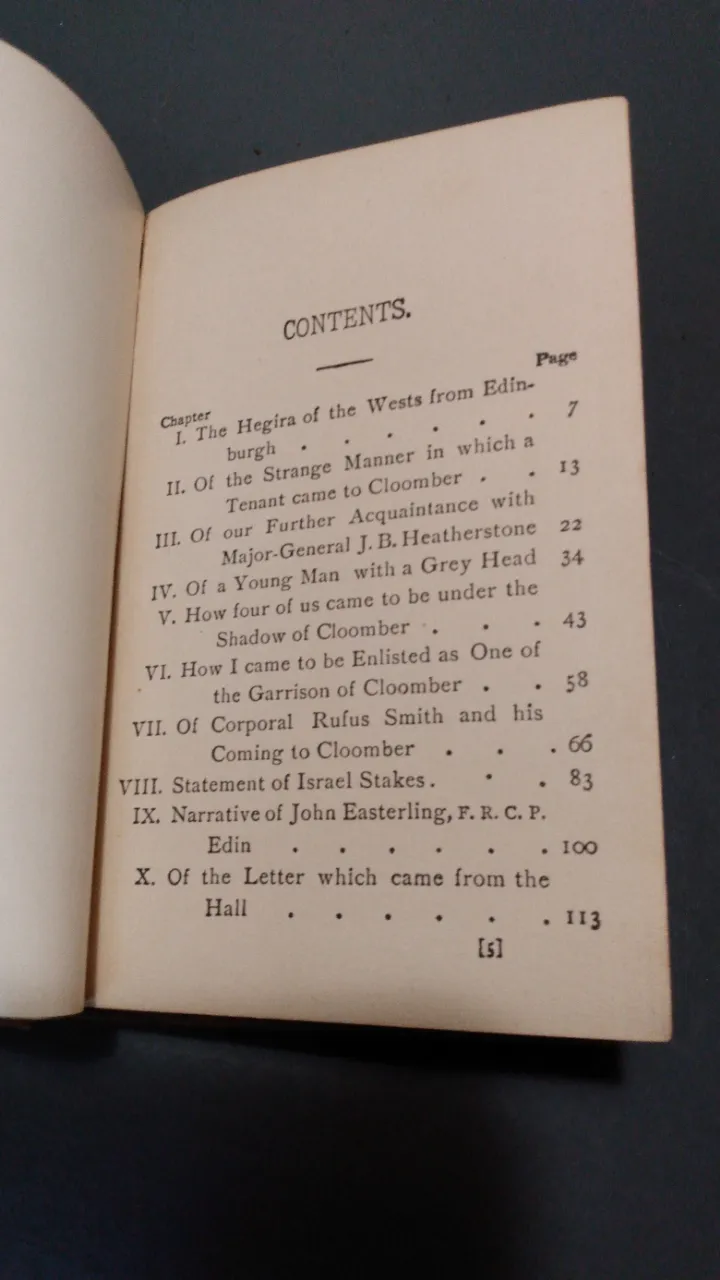 CONTENTS.
Page
Chapter
I. The Hegira of the Wests from Edin-
burgh . . . . . . 7
II. Of the Strange Manner in which a
Tenant came to Cloomber . . 13
III. Of our Further Acquaintance with
Major-General J. B. Heatherstone 22
IV. Of a Young Man with a Grey Head 34
V. How four of us came to be under the
Shadow of Cloomber . . . 43
VI. How I came to be Enlisted as One of
the Garrison of Cloomber . . 58
VII. Of Corporal Rufus Smith and his
Coming to Cloomber . . . 66
VIII. Statement of Israel Stakes . . . 83
IX. Narrative of John Easterling, F. R. C. P.
Edin . . . . . . 100
X. Of the Letter which came from the
Hall . . . . . . 113
[5]